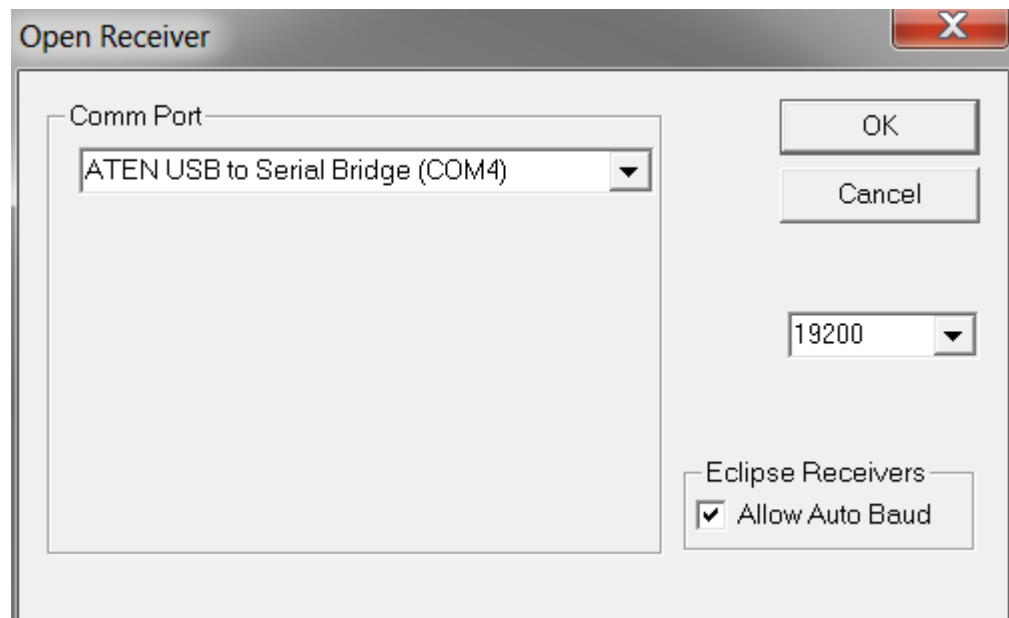 Open Receiver
X
Comm Port
ATEN USB to Serial Bridge (COM4)
OK
Cancel
19200
Eclipse Receivers
Allow Auto Baud